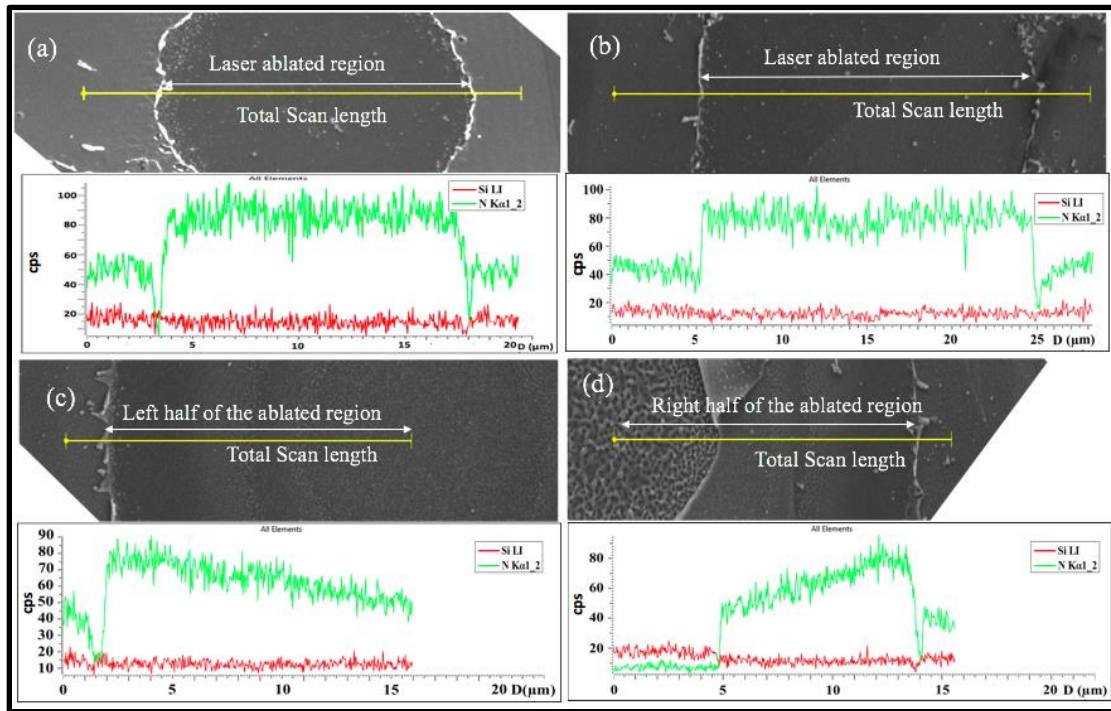 (a)
Laser ablated region
Total Scan length
All Elements
Si LI
N Kα1_2
cps
100
80
60
40
20
0 5 10 15 20 D (μm)
(b)
Laser ablated region
Total Scan length
All Elements
Si LI
N Kα1_2
cps
100
80
60
40
20
0 5 10 15 20 25 D (μm)
(c)
Left half of the ablated region
Total Scan length
All Elements
Si LI
N Kα1_2
cps
90
80
70
60
50
40
30
20
10
0 5 10 15 20 D(μm)
(d)
Right half of the ablated region
Total Scan length
All Elements
Si LI
N Kα1_2
cps
80
60
40
20
0 5 10 15 20 D (μm)